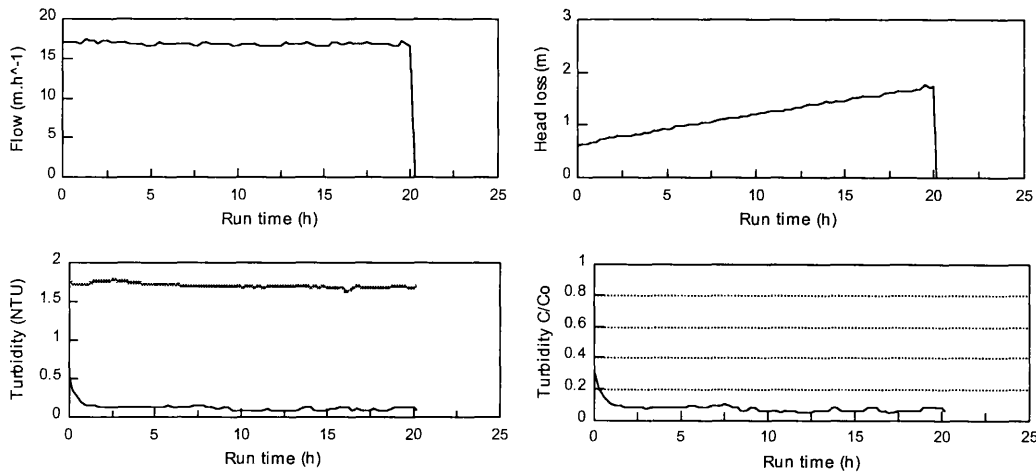 Flow (m.h^-1)
20
15
10
5
0
0 5 10 15 20 25
Run time (h)
Head loss (m)
3
2
1
0
0 5 10 15 20 25
Run time (h)
Turbidity (NTU)
2
1.5
1
0.5
0
0 5 10 15 20 25
Run time (h)
Turbidity C/Co
1
0.8
0.6
0.4
0.2
0
0 5 10 15 20 25
Run time (h)